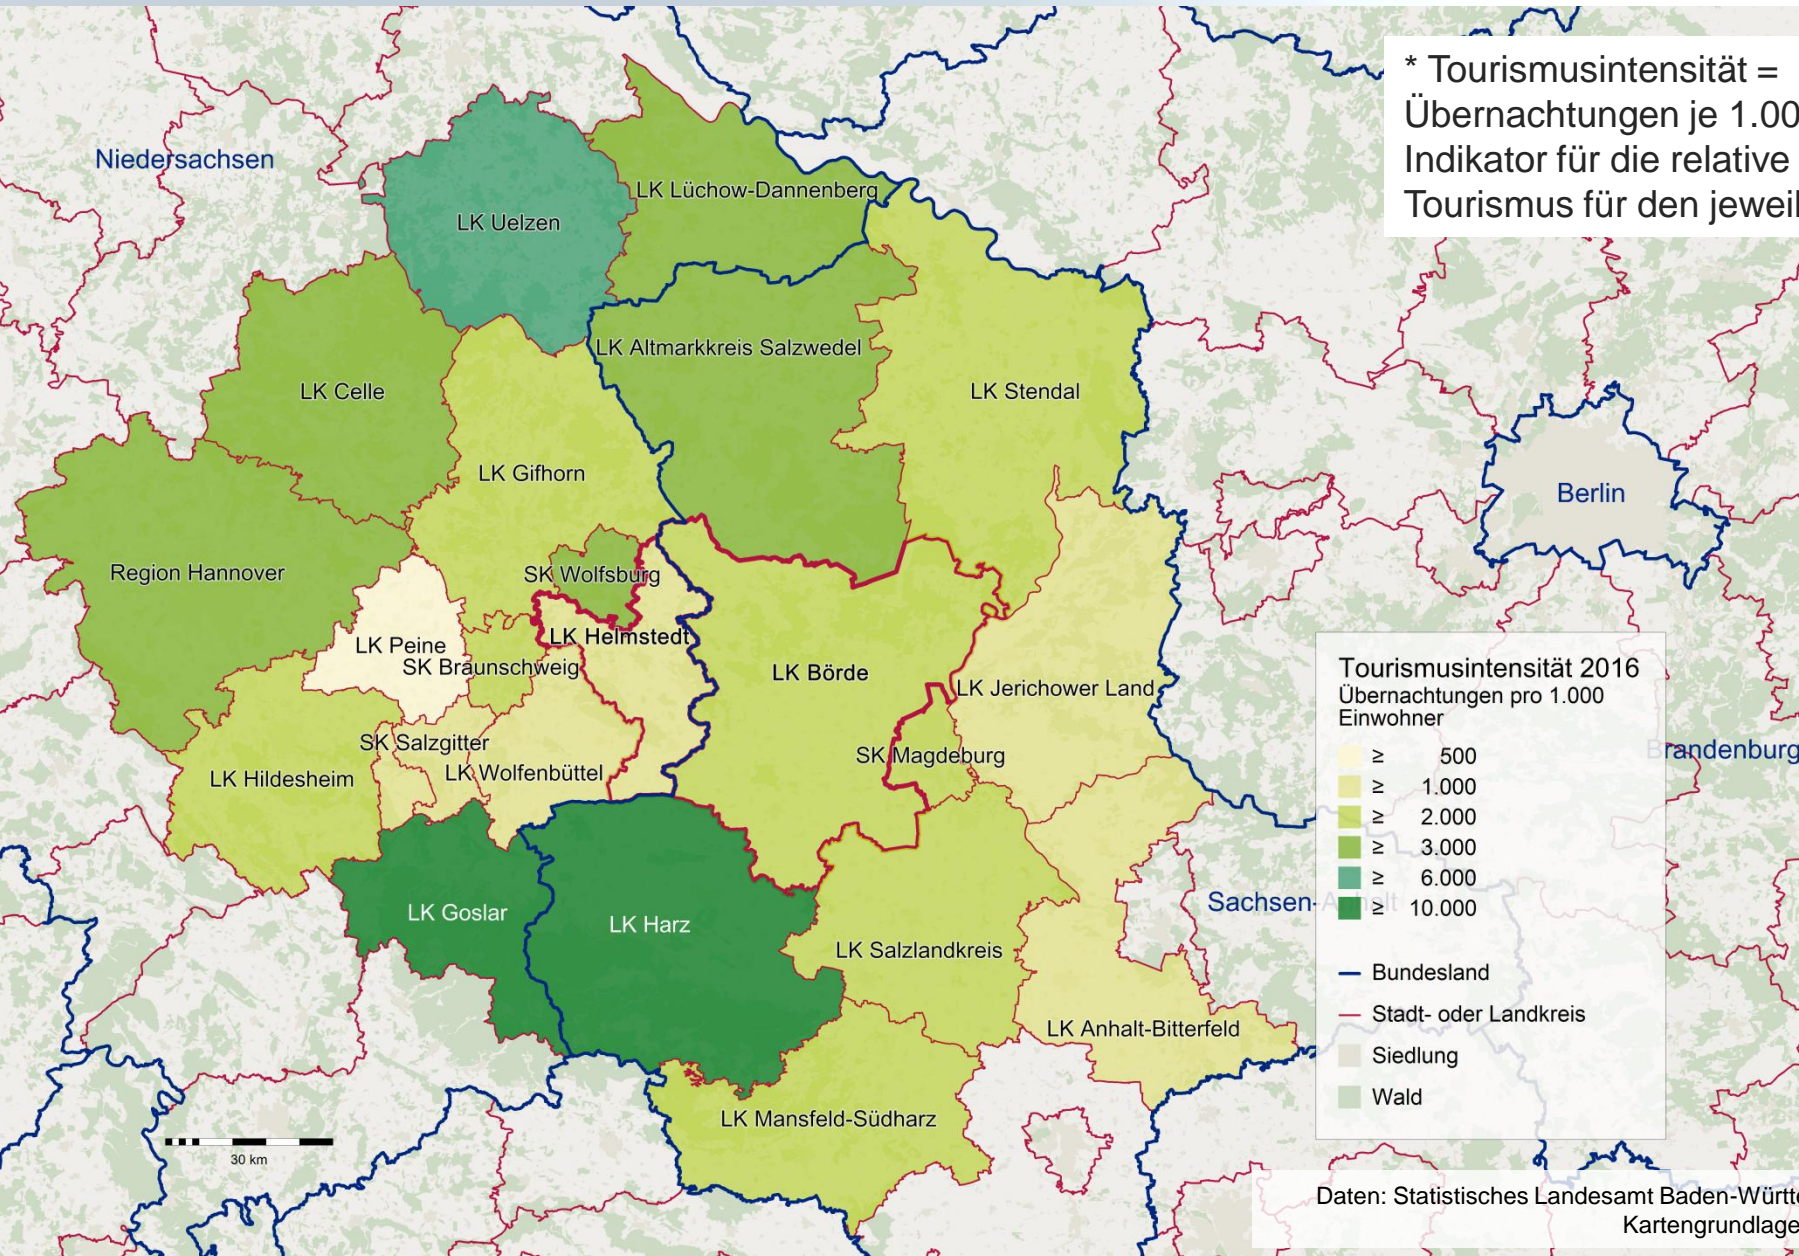 * Tourismusintensität =
Übernachtungen je 1.00
Indikator für die relative
Tourismus für den jeweil
Niedersachsen
LK Uelzen
LK Lüchow-Dannenberg
LK Altmarkkreis Salzwedel
LK Celle
LK Stendal
LK Gifhorn
Berlin
Region Hannover
SK Wolfsburg
LK Helmstedt
LK Peine
SK Braunschweig
LK Börde
LK Jerichower Land
SK Salzgitter
LK Wolfenbüttel
SK Magdeburg
LK Hildesheim
Brandenburg
LK Goslar
LK Harz
Sachsen-Anhalt
LK Salzlandkreis
LK Anhalt-Bitterfeld
LK Mansfeld-Südharz
Tourismusintensität 2016
Übernachtungen pro 1.000
Einwohner
≥ 500
≥ 1.000
≥ 2.000
≥ 3.000
≥ 6.000
≥ 10.000
Bundesland
Stadt- oder Landkreis
Siedlung
Wald
30 km
Daten: Statistisches Landesamt Baden-Württe
Kartengrundlage